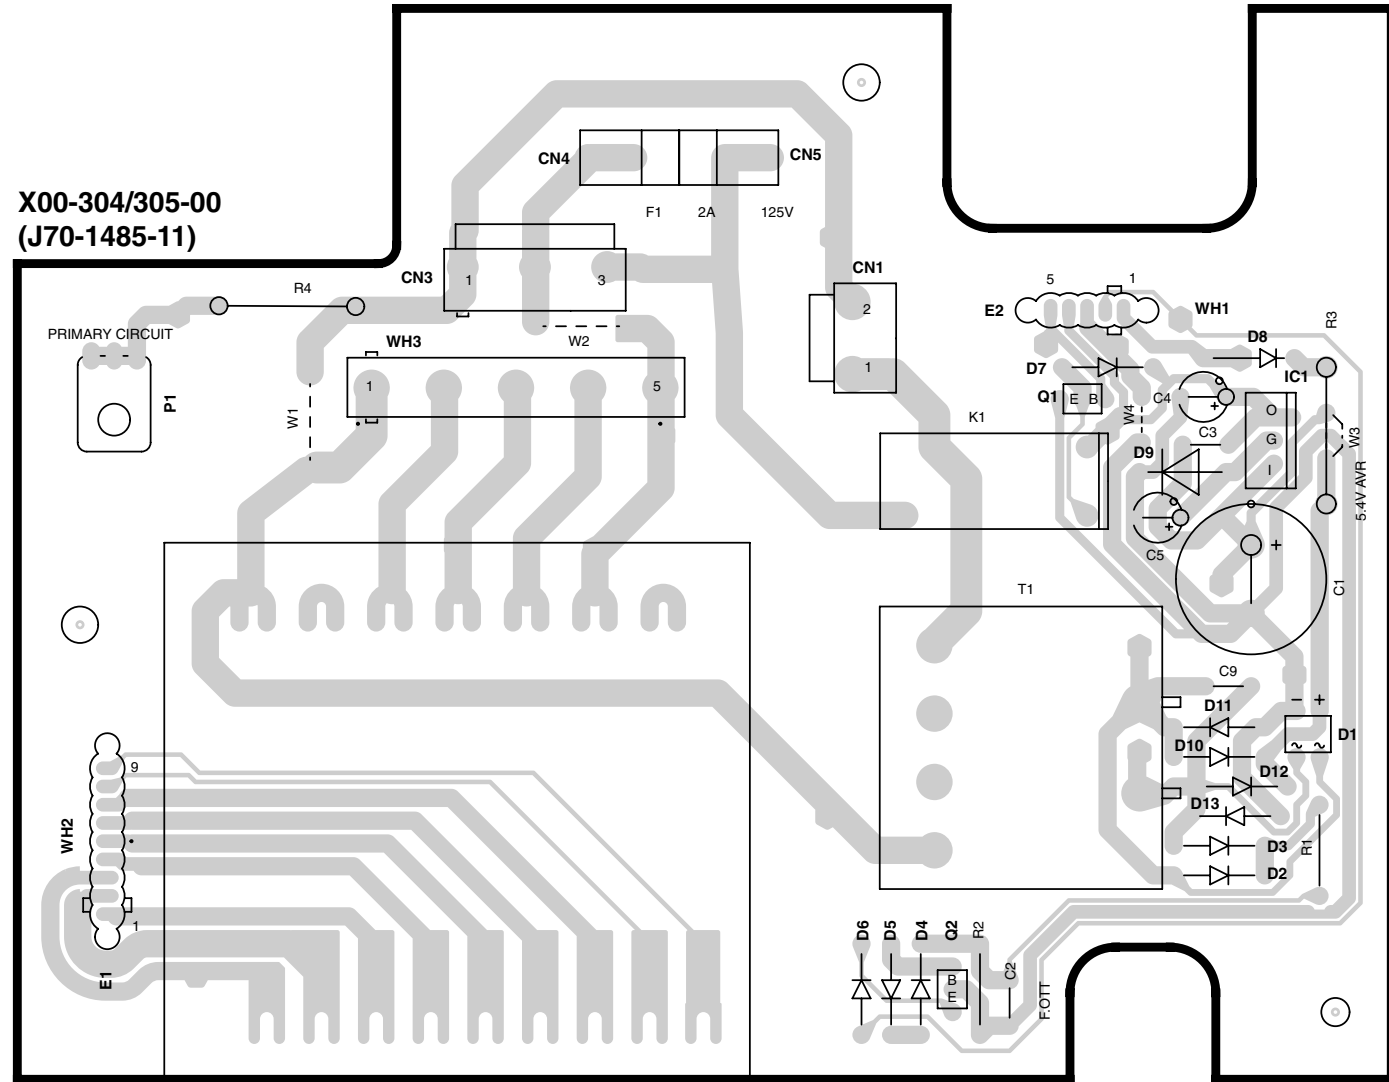 X00-304/305-00
(J70-1485-11)
CN4
CN5
F1 2A 125V
CN3
1 3
CN1
2
1
R4
PRIMARY CIRCUIT
P1
W1
W2
WH3
1 5
E2
5 1
WH1
R3
D8
D7
IC1
Q1
E B
C4
+
W4
O
G
I
W3
C3
D9
5.4V AVR
K1
+
C5
+
C1
T1
C9
D11
- +
D1
~ ~
D10
D12
D13
D3
R1
D2
9
WH2
1
E1
D6
D5
D4
Q2
R2
B
E
C2
F.OTT